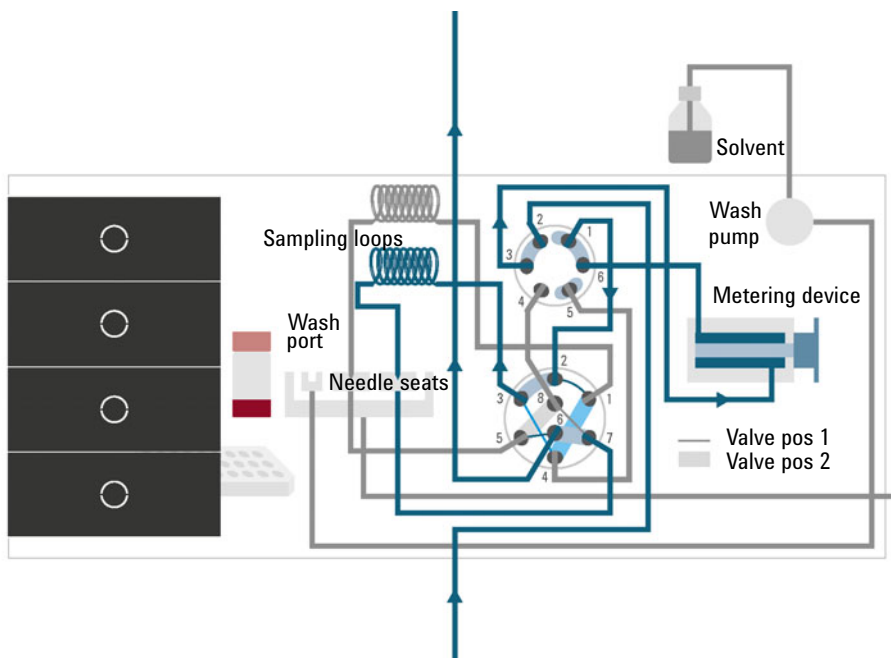 Solvent
2
1
Wash
pump
Sampling loops
3
6
4
5
Metering device
Wash
port
2
Needle seats
3
8
1
6
5
7
Valve pos 1
Valve pos 2
4